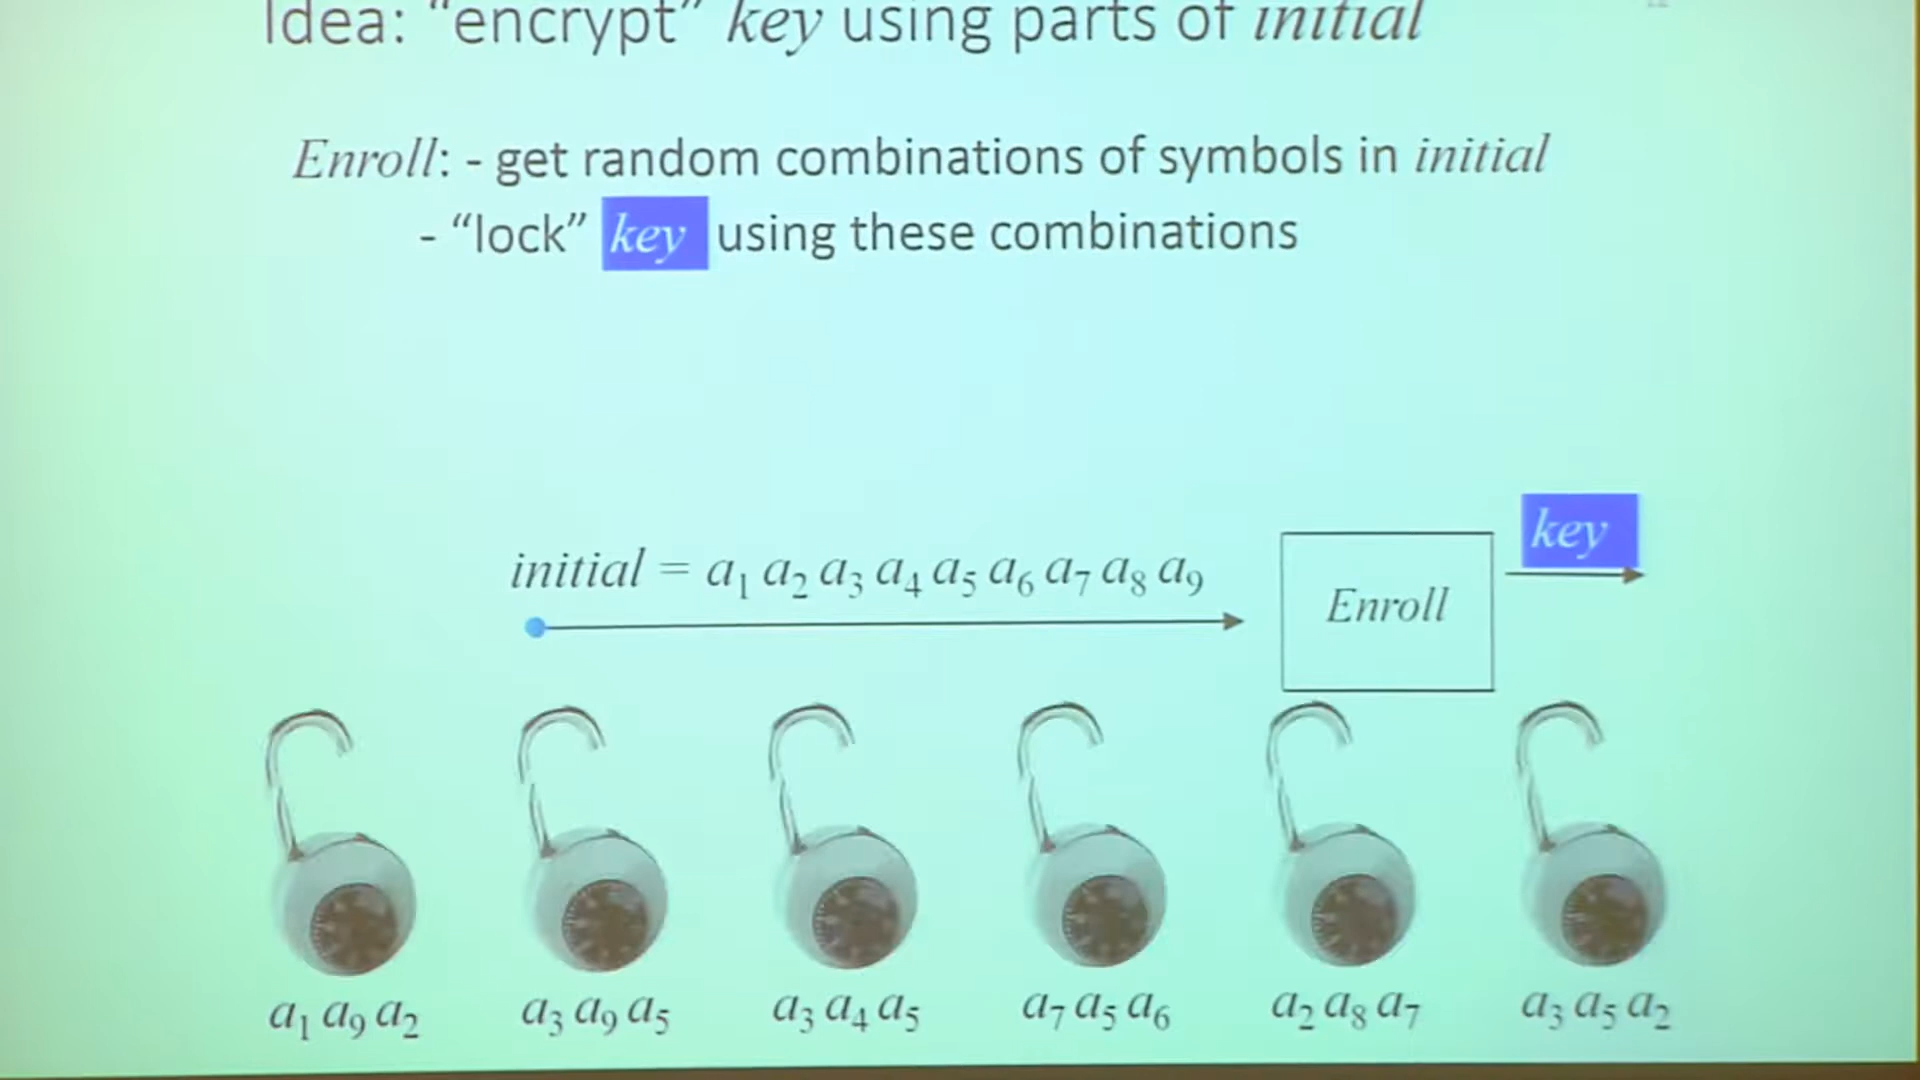 Idea: “encrypt” key using parts of initial
Enroll: - get random combinations of symbols in initial
- “lock” key using these combinations
key
initial = a₁ a₂ a₃ a₄ a₅ a₆ a₇ a₈ a₉
Enroll
a₁ a₉ a₂
a₃ a₉ a₅
a₃ a₄ a₅
a₇ a₅ a₆
a₂ a₈ a₇
a₃ a₅ a₂